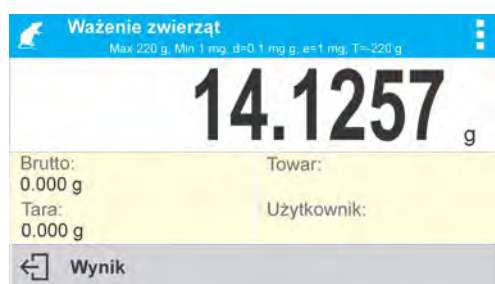 Ważenie zwierząt
Max 220 g, Min 1 mg, d=0.1 mg g, e=1 mg, T=-220 g
14.1257 g
Brutto:
0.000 g
Towar:
Tara:
0.000 g
Użytkownik:
Wynik